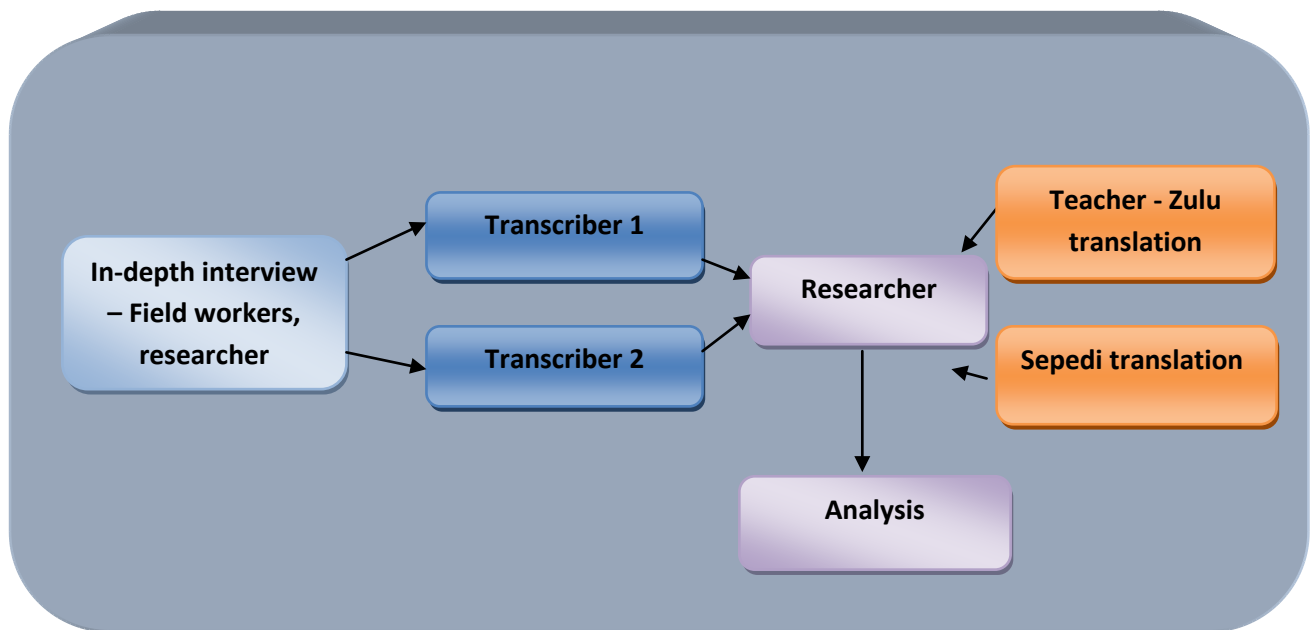 In-depth interview
– Field workers,
researcher
Transcriber 1
Transcriber 2
Researcher
Teacher - Zulu
translation
Sepedi translation
Analysis